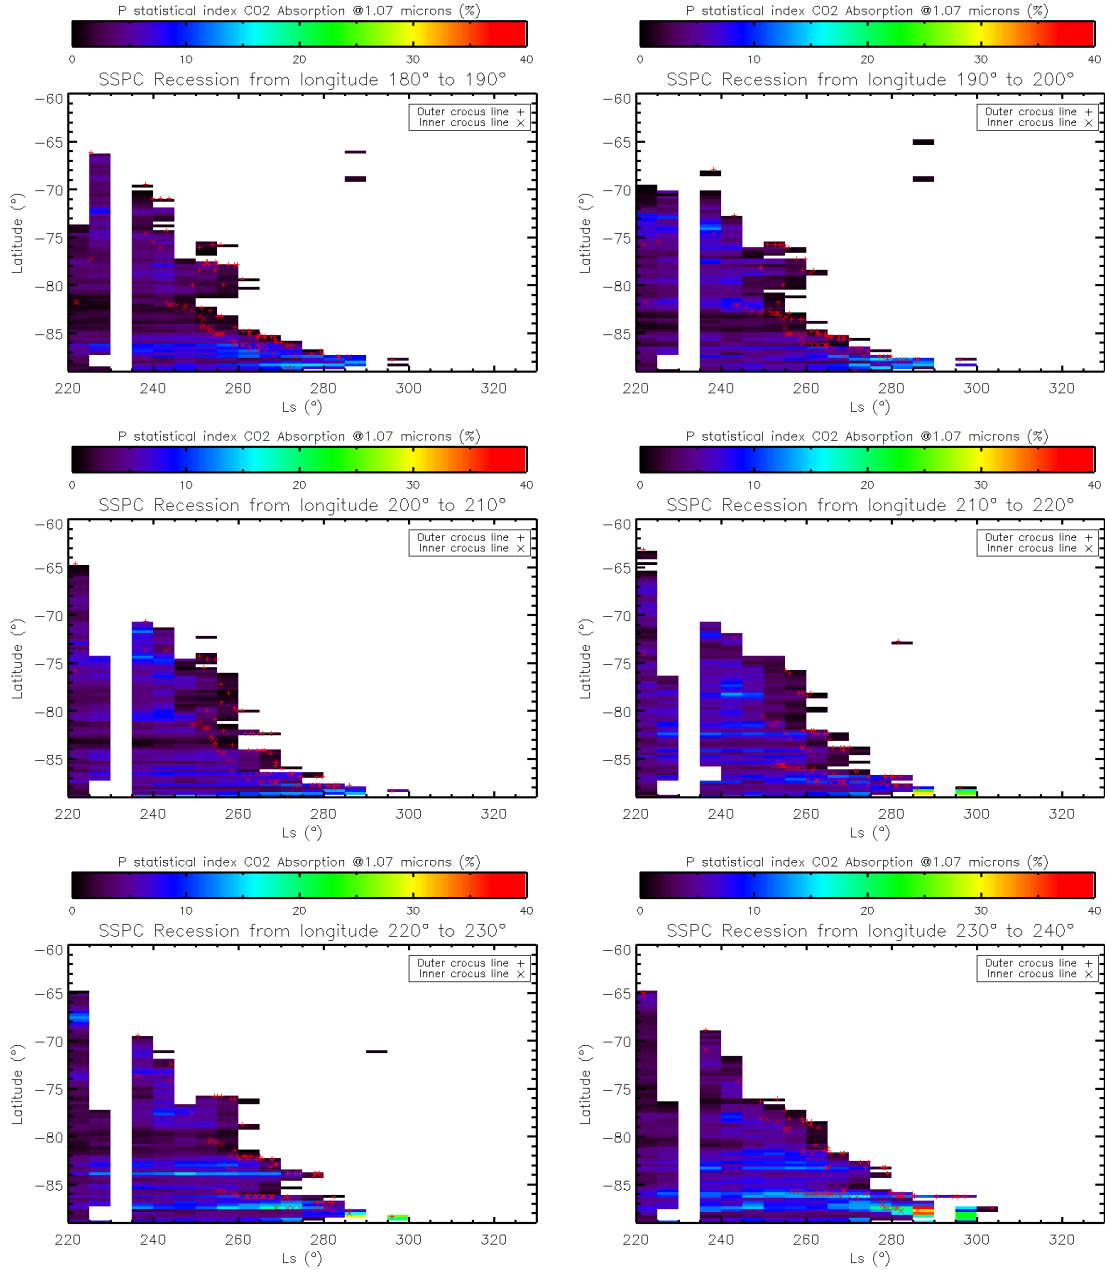 P statistical index CO2 Absorption @1.07 microns (%)
0 10 20 30 40
SSPC Recession from longitude 180° to 190°
Outer crocus line +
Inner crocus line ×
Latitude (°)
−60
−65
−70
−75
−80
−85
220 240 260 280 300 320
Ls (°)
P statistical index CO2 Absorption @1.07 microns (%)
0 10 20 30 40
SSPC Recession from longitude 190° to 200°
Outer crocus line +
Inner crocus line ×
Latitude (°)
−60
−65
−70
−75
−80
−85
220 240 260 280 300 320
Ls (°)
P statistical index CO2 Absorption @1.07 microns (%)
0 10 20 30 40
SSPC Recession from longitude 200° to 210°
Outer crocus line +
Inner crocus line ×
Latitude (°)
−60
−65
−70
−75
−80
−85
220 240 260 280 300 320
Ls (°)
P statistical index CO2 Absorption @1.07 microns (%)
0 10 20 30 40
SSPC Recession from longitude 210° to 220°
Outer crocus line +
Inner crocus line ×
Latitude (°)
−60
−65
−70
−75
−80
−85
220 240 260 280 300 320
Ls (°)
P statistical index CO2 Absorption @1.07 microns (%)
0 10 20 30 40
SSPC Recession from longitude 220° to 230°
Outer crocus line +
Inner crocus line ×
Latitude (°)
−60
−65
−70
−75
−80
−85
220 240 260 280 300 320
Ls (°)
P statistical index CO2 Absorption @1.07 microns (%)
0 10 20 30 40
SSPC Recession from longitude 230° to 240°
Outer crocus line +
Inner crocus line ×
Latitude (°)
−60
−65
−70
−75
−80
−85
220 240 260 280 300 320
Ls (°)